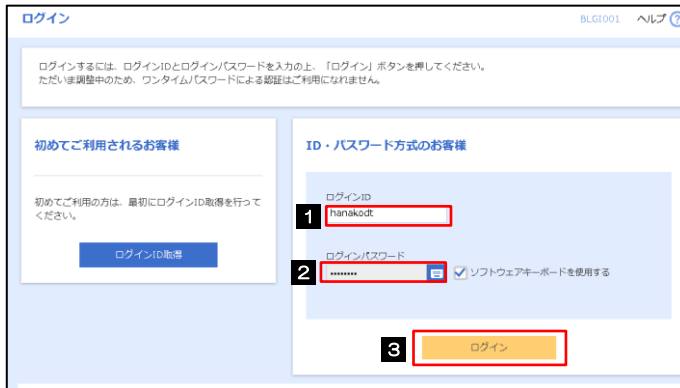 ログイン
BLGI001 ヘルプ ?
ログインするには、ログインIDとログインパスワードを入力の上、「ログイン」ボタンを押してください。
ただいま調整中のため、ワンタイムパスワードによる認証はご利用になれません。
初めてご利用されるお客様
初めてご利用の方は、最初にログインID取得を行って
ください。
ログインID取得
ID・パスワード方式のお客様
ログインID
1 hanakodt
ログインパスワード
2 ········ ソフトウェアキーボードを使用する
3 ログイン